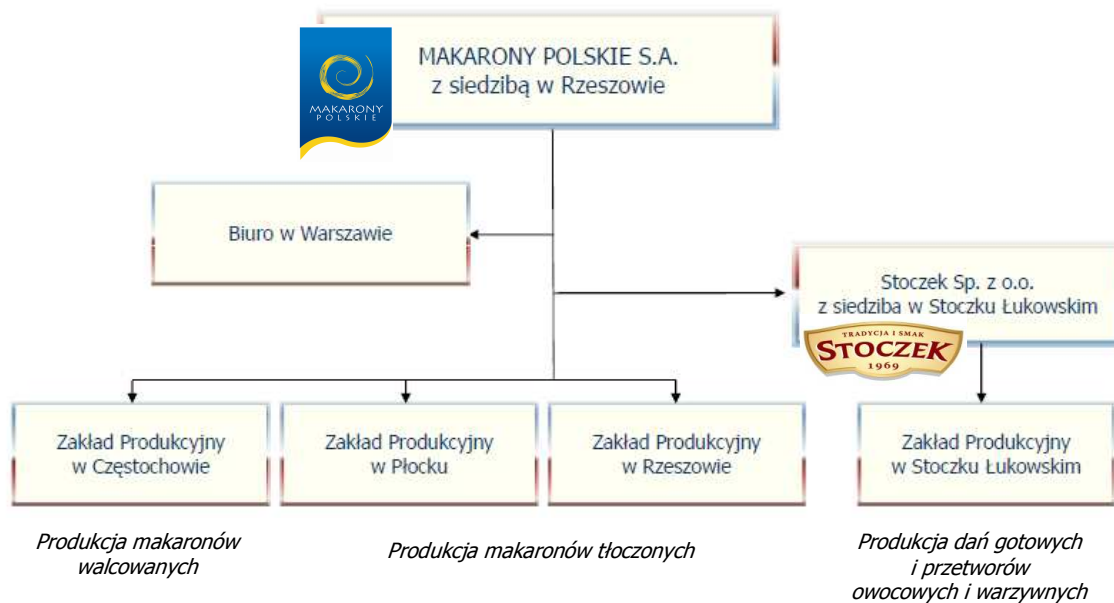 MAKARONY POLSKIE S.A.
z siedzibą w Rzeszowie
MAKARONY
POLSKIE
Biuro w Warszawie
Stoczek Sp. z o.o.
z siedziba w Stoczku Łukowskim
TRADYCJA I SMAK
STOCZEK
1969
Zakład Produkcyjny
w Częstochowie
Zakład Produkcyjny
w Płocku
Zakład Produkcyjny
w Rzeszowie
Zakład Produkcyjny
w Stoczku Łukowskim
Produkcja makaronów
walcowanych
Produkcja makaronów tłoczonych
Produkcja dań gotowych
i przetworów
owocowych i warzywnych